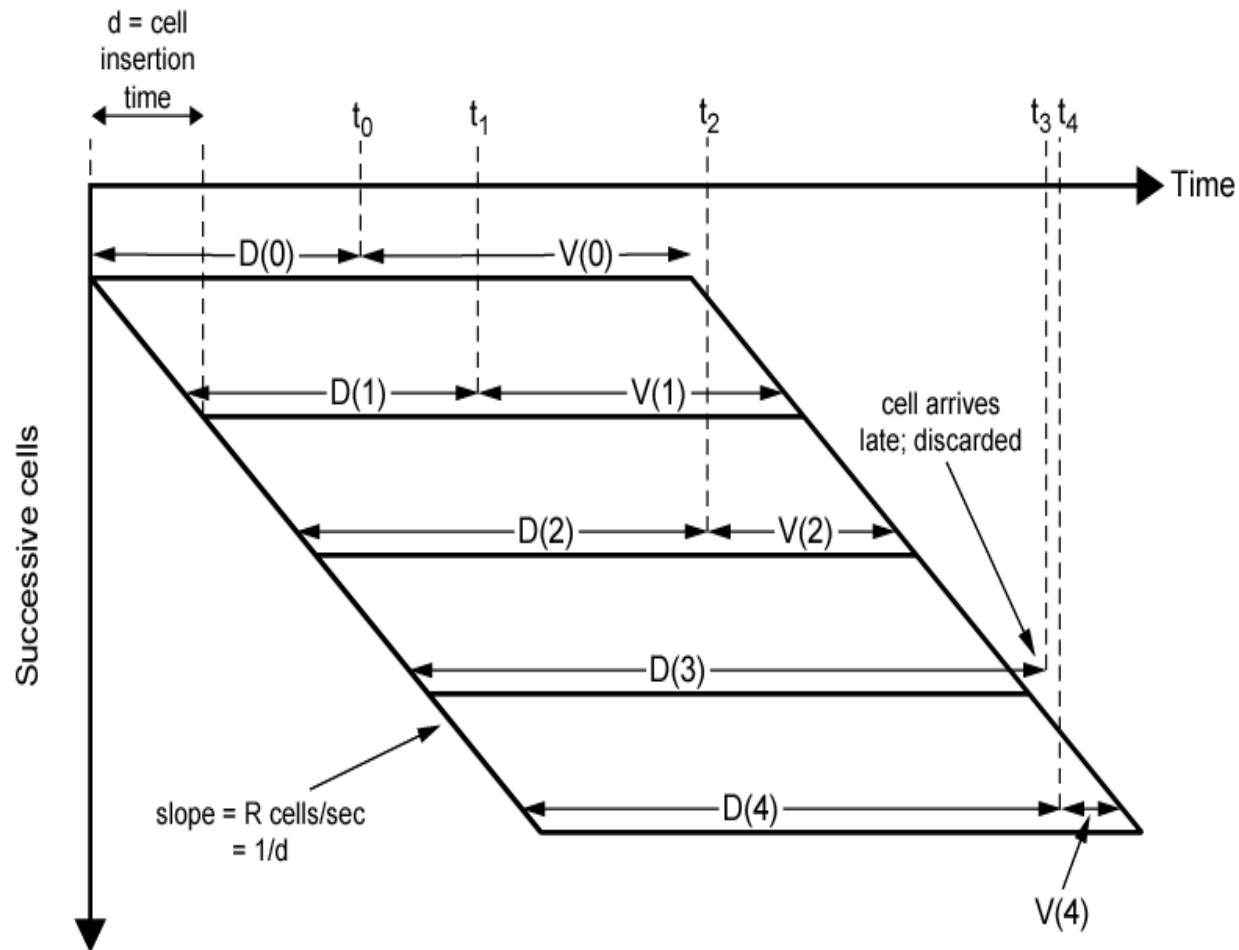 d = cell
insertion
time
t₀
t₁
t₂
t₃
t₄
Time
D(0)
V(0)
D(1)
V(1)
cell arrives
late; discarded
D(2)
V(2)
Successive cells
D(3)
slope = R cells/sec
= 1/d
D(4)
V(4)